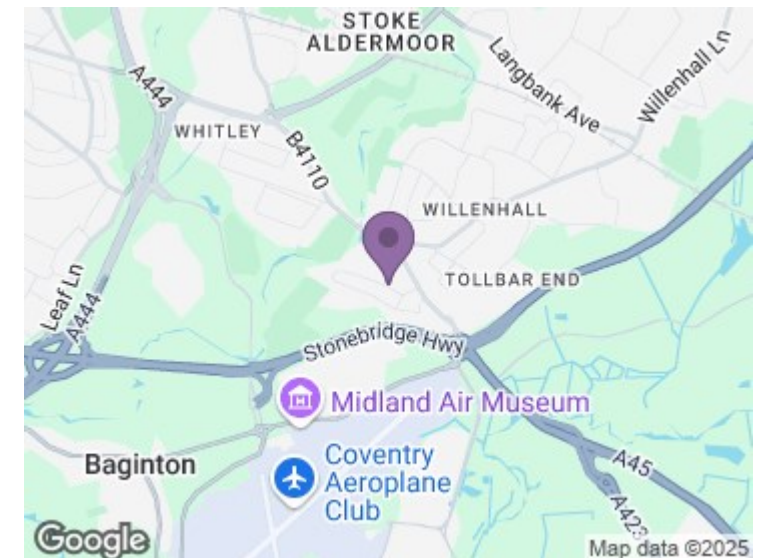 STOKE
ALDERMOOR
A444
Langbank Ave
Willenhall Ln
WHITLEY
B4110
WILLENHALL
TOLLBAR END
Leaf Ln
A444
Stonebridge Hwy
Midland Air Museum
Baginton
Coventry
Aeroplane
Club
A45
A423
Google
Map data ©2025